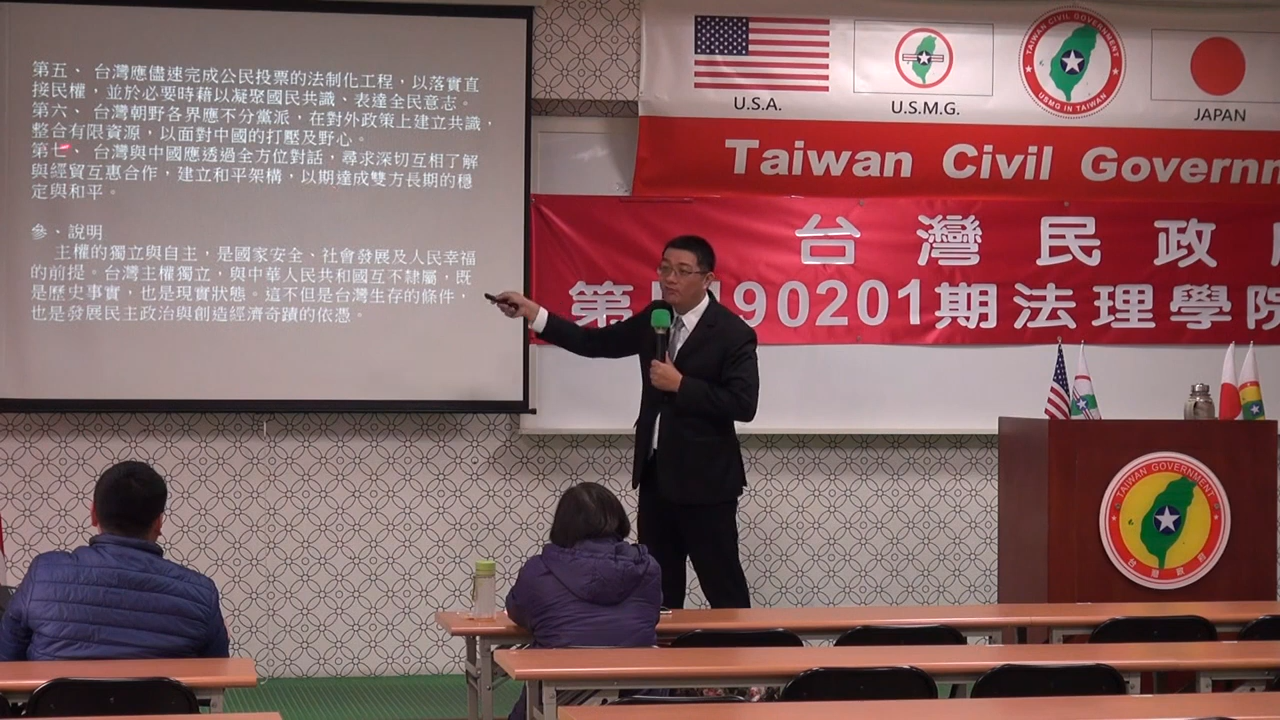 第五、 台灣應儘速完成公民投票的法制化工程，以落實直
接民權，並於必要時藉以凝聚國民共識、表達全民意志。
第六、 台灣朝野各界應不分黨派，在對外政策上建立共識，
整合有限資源，以面對中國的打壓及野心。
第七、 台灣與中國應透過全方位對話，尋求深切互相了解
與經貿互惠合作，建立和平架構，以期達成雙方長期的穩
定與和平。
參、說明
主權的獨立與自主，是國家安全、社會發展及人民幸福
的前提。台灣主權獨立，與中華人民共和國互不隸屬，既
是歷史事實，也是現實狀態。這不但是台灣生存的條件，
也是發展民主政治與創造經濟奇蹟的依憑。
U.S.A.
U.S.M.G.
TAIWAN CIVIL GOVERNMENT
USMG IN TAIWAN
JAPAN
Taiwan Civil Governm
台灣民政
第 190201期法理學院
TAIWAN GOVERNMENT
台灣政府